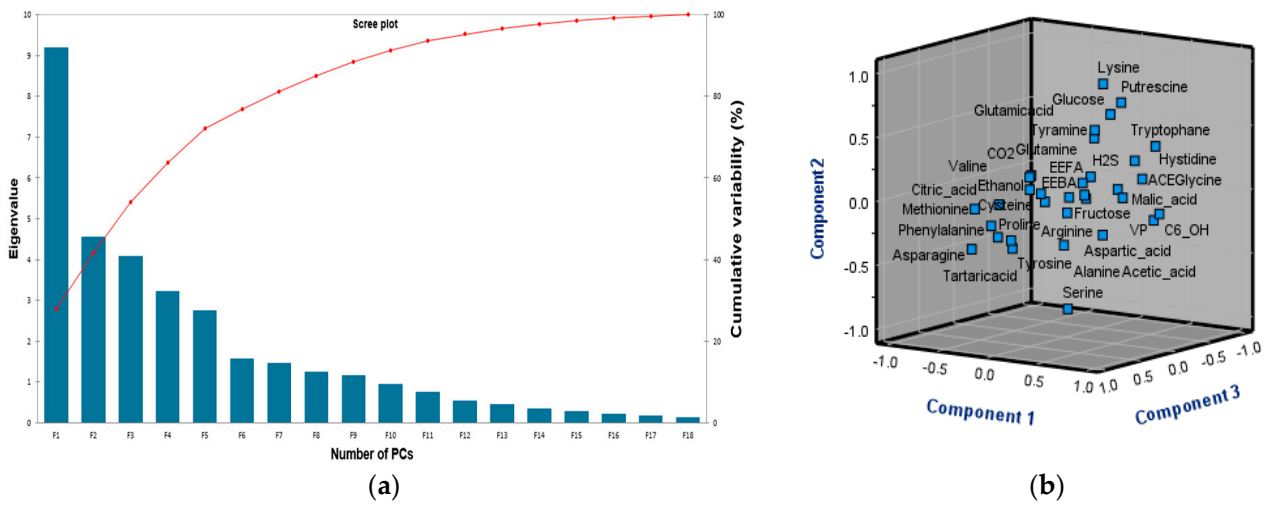 Scree plot
10
9
8
7
6
5
4
3
2
1
0
Eigenvalue
100
80
60
40
20
0
Cumulative variability (%)
F1 F2 F3 F4 F5 F6 F7 F8 F9 F10 F11 F12 F13 F14 F15 F16 F17 F18
Number of PCs
(a)
1.0
0.5
0.0
-0.5
-1.0
Component 2
Lysine
Putrescine
Glucose
Glutamicacid
Tyramine Tryptophane
CO2 Glutamine
Valine EEFA H2S Hystidine
Citric_acid Ethanol EEBA ACEGlycine
Methionine Cysteine Malic_acid
Fructose
Phenylalanine Proline Arginine VP C6_OH
Asparagine Aspartic_acid
Tartaricacid Tyrosine Alanine Acetic_acid
Serine
-1.0 -0.5 0.0 0.5 1.0
Component 1
1.0 0.5 0.0 -0.5 -1.0
Component 3
(b)